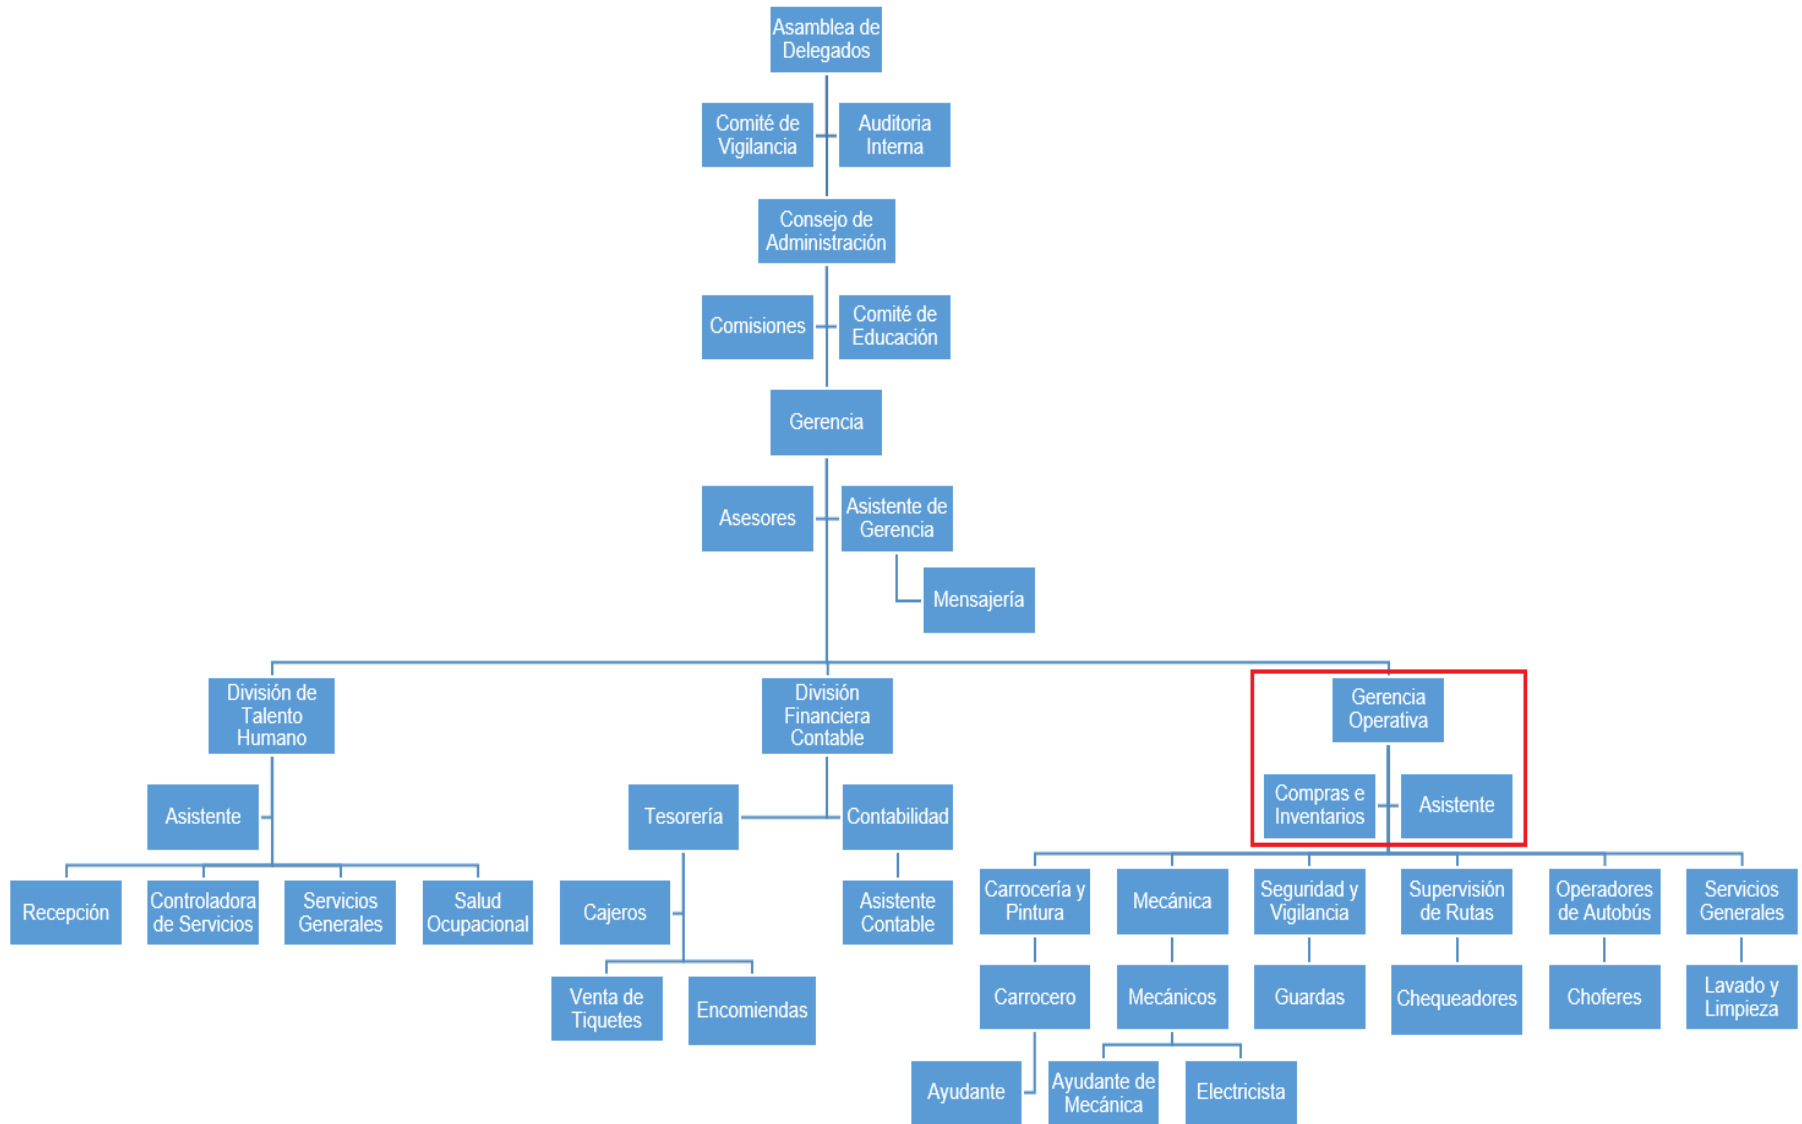 Asamblea de
Delegados
Comité de
Vigilancia
Auditoria
Interna
Consejo de
Administración
Comisiones
Comité de
Educación
Gerencia
Asesores
Asistente de
Gerencia
Mensajería
División de
Talento
Humano
División
Financiera
Contable
Gerencia
Operativa
Asistente
Tesorería
Contabilidad
Compras e
Inventarios
Asistente
Recepción
Controladora
de Servicios
Servicios
Generales
Salud
Ocupacional
Cajeros
Asistente
Contable
Carrocería y
Pintura
Mecánica
Seguridad y
Vigilancia
Supervisión
de Rutas
Operadores
de Autobús
Servicios
Generales
Venta de
Tiquetes
Encomiendas
Carrocero
Mecánicos
Guardas
Chequeadores
Choferes
Lavado y
Limpieza
Ayudante
Ayudante de
Mecánica
Electricista